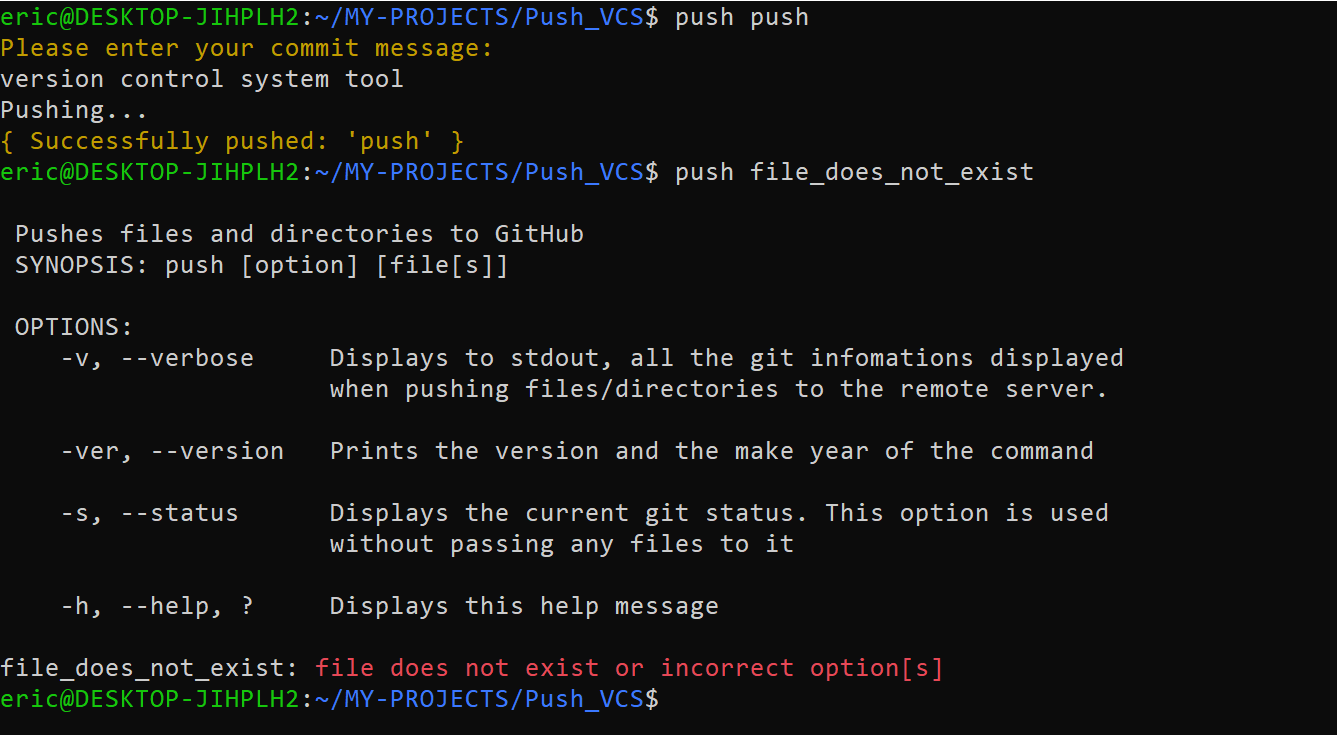 eric@DESKTOP-JIHPLH2:~/MY-PROJECTS/Push_VCS$ push push
Please enter your commit message:
version control system tool
Pushing...
{ Successfully pushed: 'push' }
eric@DESKTOP-JIHPLH2:~/MY-PROJECTS/Push_VCS$ push file_does_not_exist
Pushes files and directories to GitHub
SYNOPSIS: push [option] [file[s]]
OPTIONS:
-v, --verbose Displays to stdout, all the git infomations displayed
when pushing files/directories to the remote server.
-ver, --version Prints the version and the make year of the command
-s, --status Displays the current git status. This option is used
without passing any files to it
-h, --help, ? Displays this help message
file_does_not_exist: file does not exist or incorrect option[s]
eric@DESKTOP-JIHPLH2:~/MY-PROJECTS/Push_VCS$